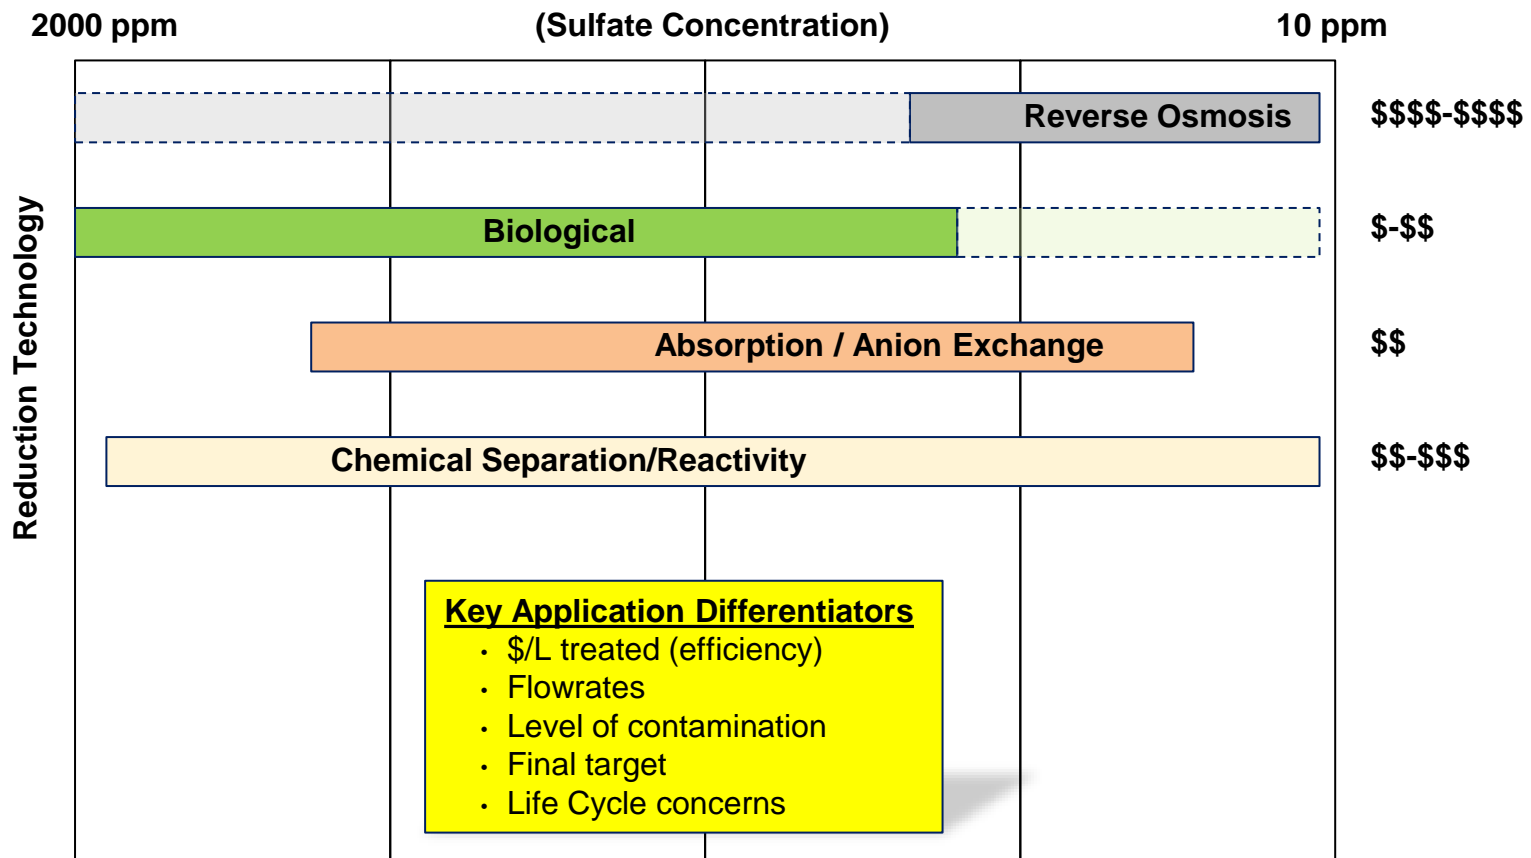 2000 ppm (Sulfate Concentration) 10 ppm
Reduction Technology
Reverse Osmosis $$$$-$$$$
Biological $-$$
Absorption / Anion Exchange $$
Chemical Separation/Reactivity $$-$$$
Key Application Differentiators
· $/L treated (efficiency)
· Flowrates
· Level of contamination
· Final target
· Life Cycle concerns